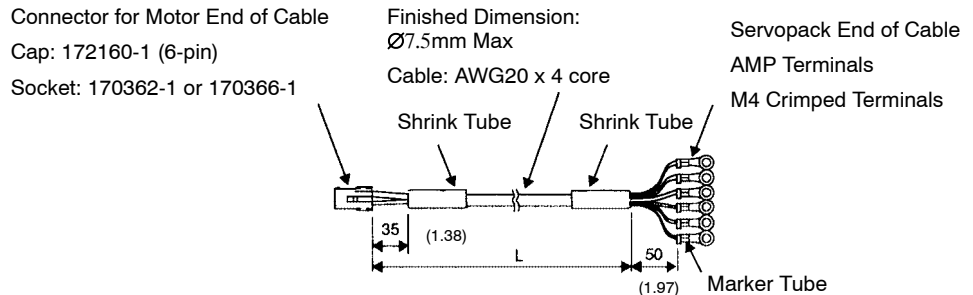 Connector for Motor End of Cable
Cap: 172160-1 (6-pin)
Socket: 170362-1 or 170366-1
Finished Dimension:
Ø7.5mm Max
Cable: AWG20 x 4 core
Servopack End of Cable
AMP Terminals
M4 Crimped Terminals
Shrink Tube
Shrink Tube
35
(1.38)
L
50
(1.97)
Marker Tube